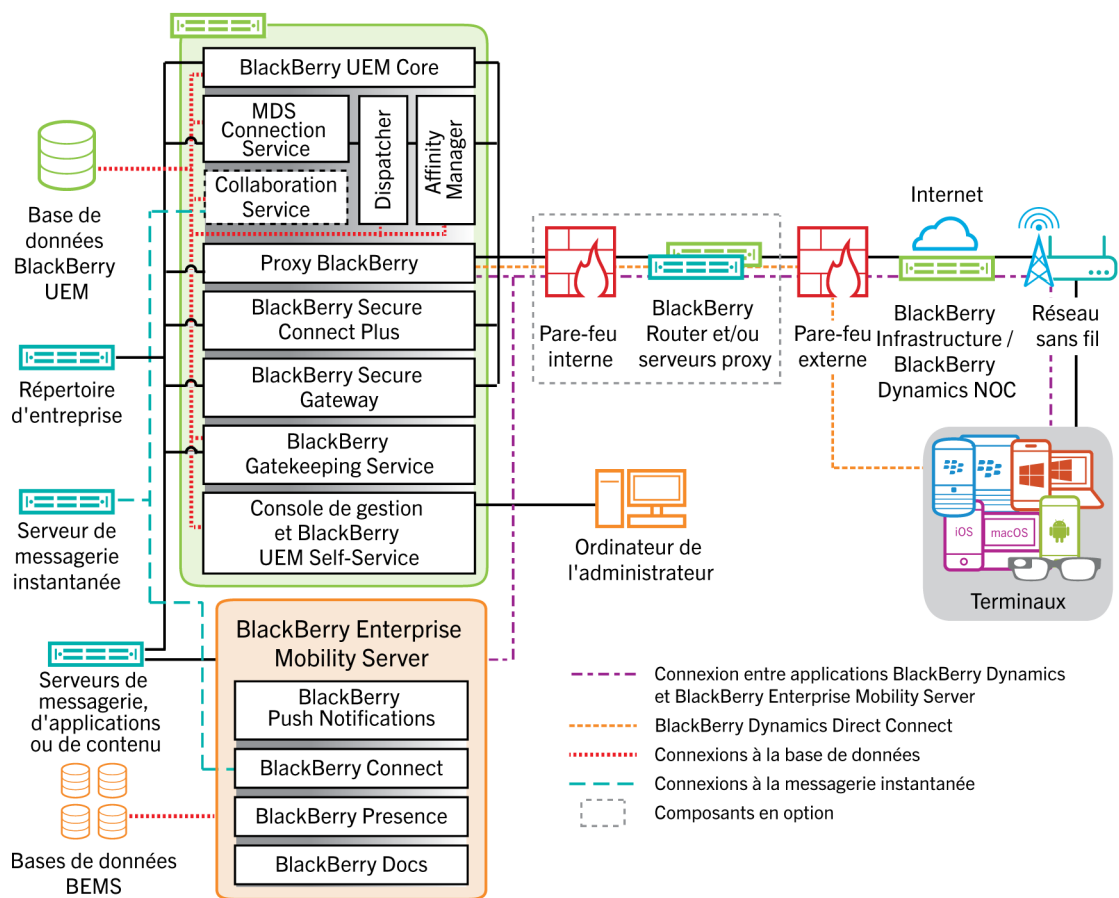 BlackBerry UEM Core
MDS
Connection
Service
Dispatcher
Affinity
Manager
Collaboration
Service
Proxy BlackBerry
BlackBerry Secure
Connect Plus
BlackBerry Secure
Gateway
BlackBerry
Gatekeeping Service
Console de gestion
et BlackBerry
UEM Self-Service
Base de
données
BlackBerry
UEM
Répertoire
d'entreprise
Serveur de
messagerie
instantanée
Serveurs de
messagerie,
d'applications
ou de contenu
Bases de données
BEMS
BlackBerry Enterprise
Mobility Server
BlackBerry
Push Notifications
BlackBerry Connect
BlackBerry Presence
BlackBerry Docs
Pare-feu
interne
BlackBerry
Router et/ou
serveurs proxy
Pare-feu
externe
Internet
BlackBerry
Infrastructure /
BlackBerry
Dynamics NOC
Réseau
sans fil
Ordinateur de
l'administrateur
iOS
macOS
Terminaux
Connexion entre applications BlackBerry Dynamics
et BlackBerry Enterprise Mobility Server
BlackBerry Dynamics Direct Connect
Connexions à la base de données
Connexions à la messagerie instantanée
Composants en option